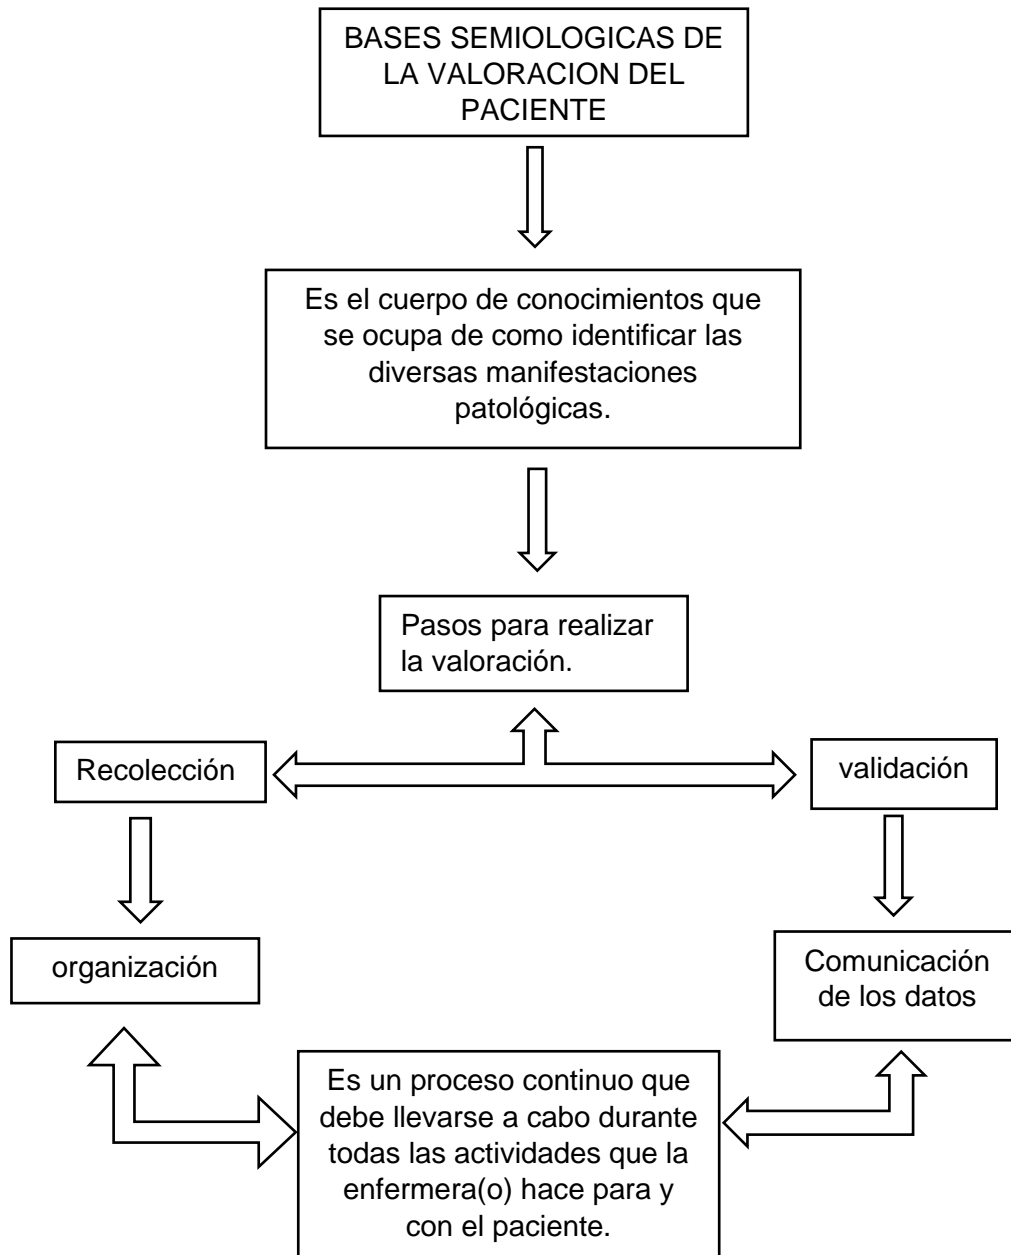 BASES SEMIOLOGICAS DE
LA VALORACION DEL
PACIENTE
Es el cuerpo de conocimientos que
se ocupa de como identificar las
diversas manifestaciones
patológicas.
Pasos para realizar
la valoración.
Recolección
validación
organización
Comunicación
de los datos
Es un proceso continuo que
debe llevarse a cabo durante
todas las actividades que la
enfermera(o) hace para y
con el paciente.